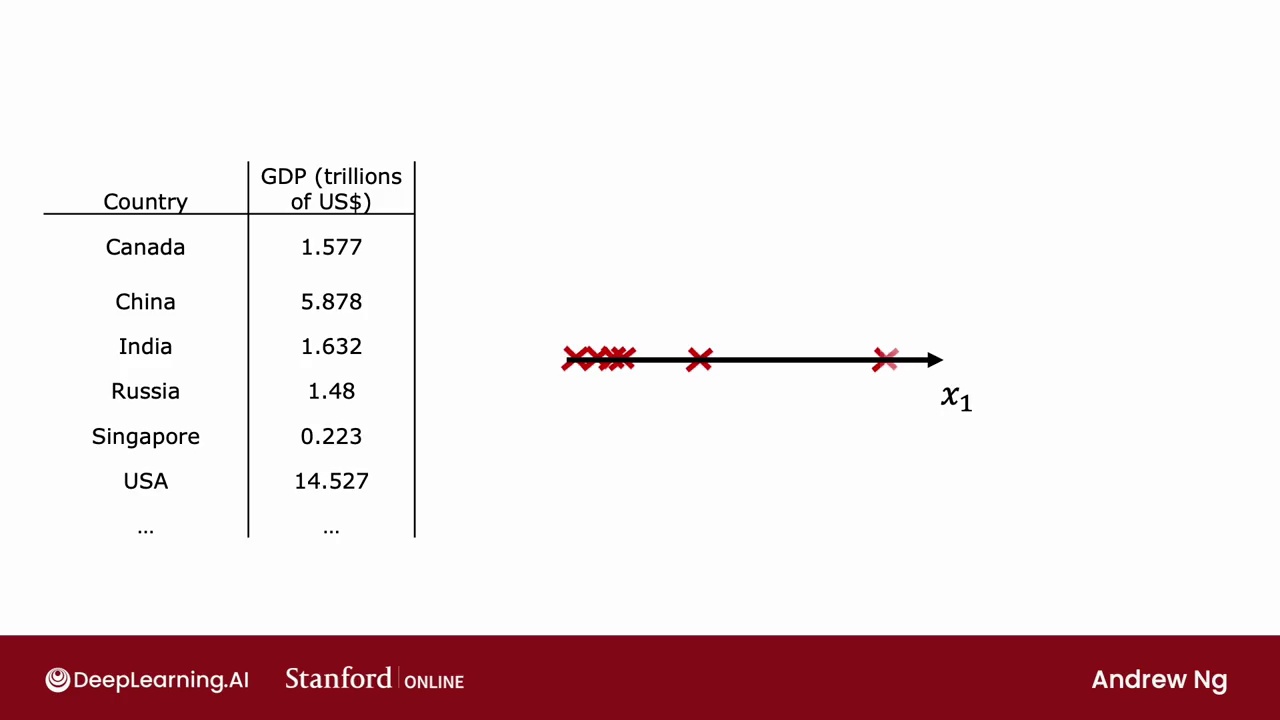 GDP (trillions
Country of US$)
Canada 1.577
China 5.878
India 1.632
Russia 1.48
Singapore 0.223
USA 14.527
... ...
x₁
DeepLearning.AI Stanford ONLINE Andrew Ng